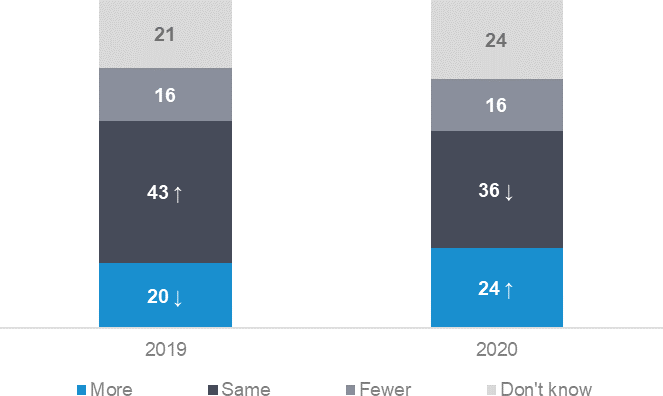 21 24
16 16
43 ↑ 36 ↓
20 ↓ 24 ↑
2019 2020
More Same Fewer Don't know